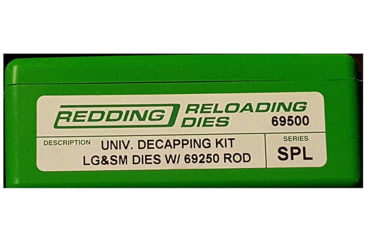 REDDING RELOADING
DIES 69500
DESCRIPTION UNIV. DECAPPING KIT
LG&SM DIES W/ 69250 ROD
SERIES
SPL